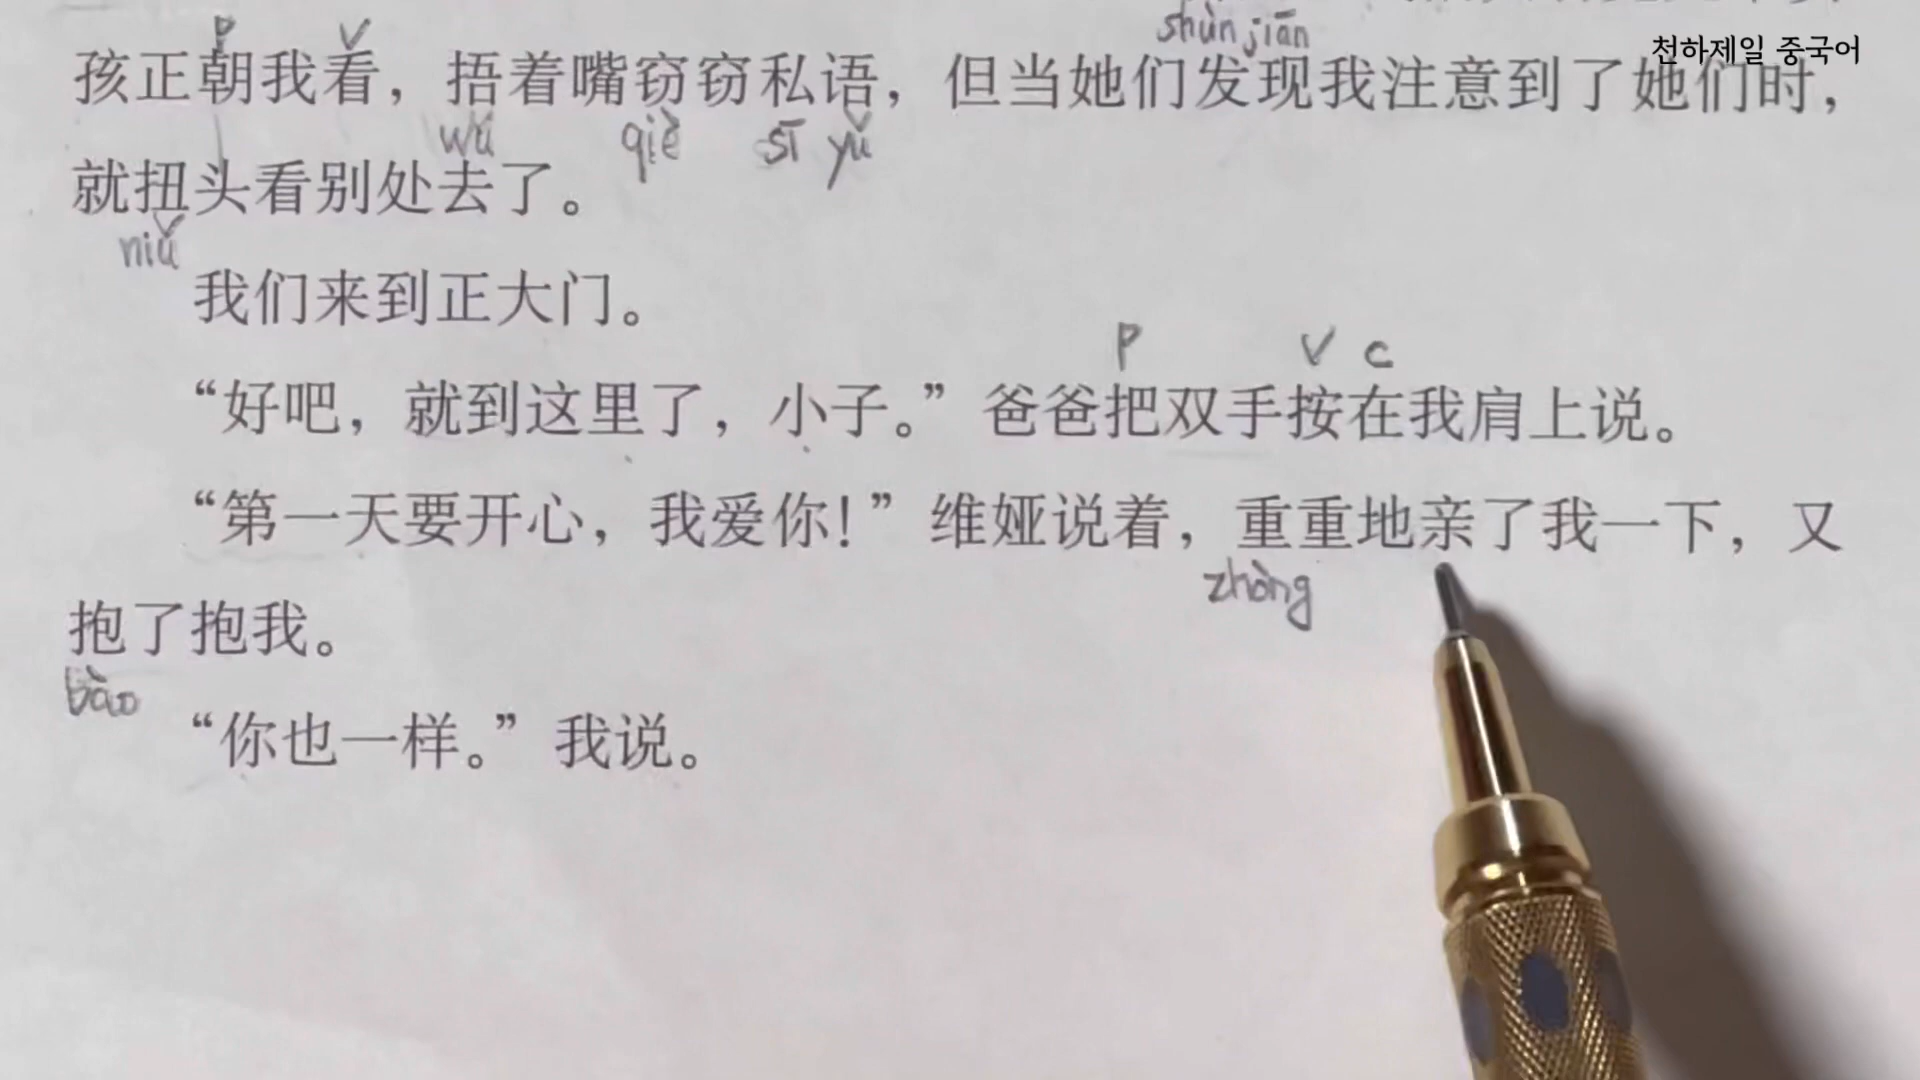 shùn jiān
천하제일 중국어
p v
孩正朝我看，捂着嘴窃窃私语，但当她们发现我注意到了她们时，
wǔ qiè sī yǔ
就扭头看别处去了。
niǔ
我们来到正大门。
p v c
“好吧，就到这里了，小子。”爸爸把双手按在我肩上说。
“第一天要开心，我爱你！”维娅说着，重重地亲了我一下，又
zhòng
抱了抱我。
bào
“你也一样。”我说。